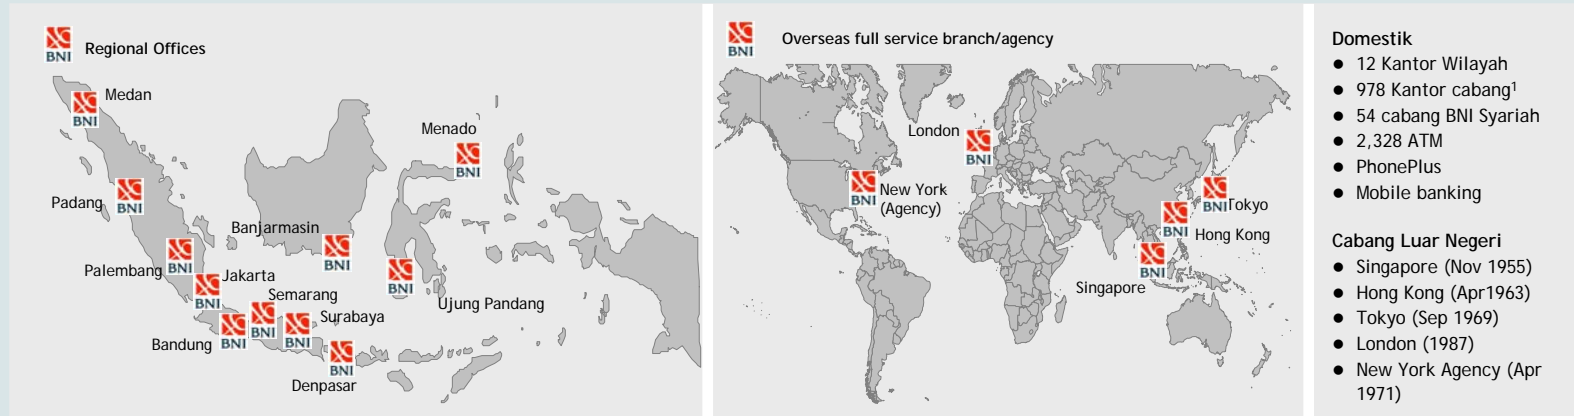 BNI
Regional Offices
Medan
BNI
Menado
BNI
Padang
BNI
Banjarmasin
BNI
Palembang
BNI
Jakarta
BNI
BNI
Ujung Pandang
Semarang
BNI
Surabaya
BNI
Bandung
BNI
BNI
Denpasar
BNI
Overseas full service branch/agency
London
BNI
New York
(Agency)
BNI
Tokyo
BNI
Hong Kong
BNI
Singapore
BNI
Domestik
● 12 Kantor Wilayah
● 978 Kantor cabang¹
● 54 cabang BNI Syariah
● 2,328 ATM
● PhonePlus
● Mobile banking
Cabang Luar Negeri
● Singapore (Nov 1955)
● Hong Kong (Apr1963)
● Tokyo (Sep 1969)
● London (1987)
● New York Agency (Apr
1971)